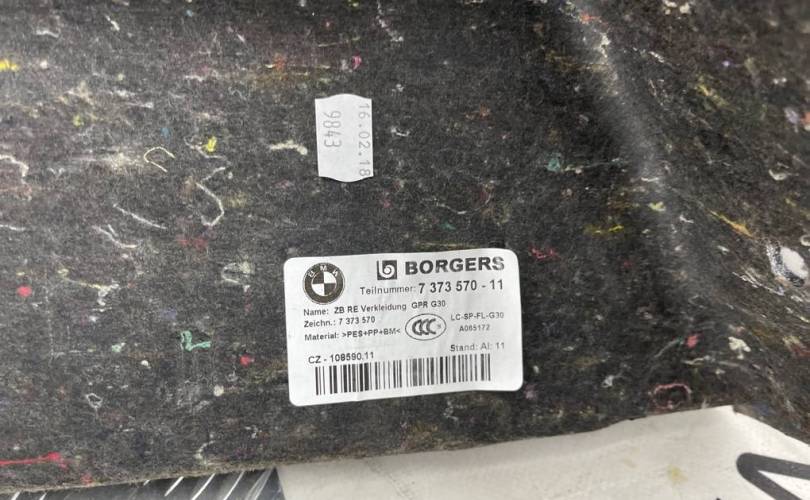 16.02.18
9843
BMW
BORGERS
Teilnummer: 7 373 570 - 11
Name: ZB RE Verkleidung GPR G30
Zeichn.: 7 373 570
Material: >PES+PP+BM<
CCC
LC-SP-FL-G30
A065172
CZ - 108590.11
Stand: AI: 11